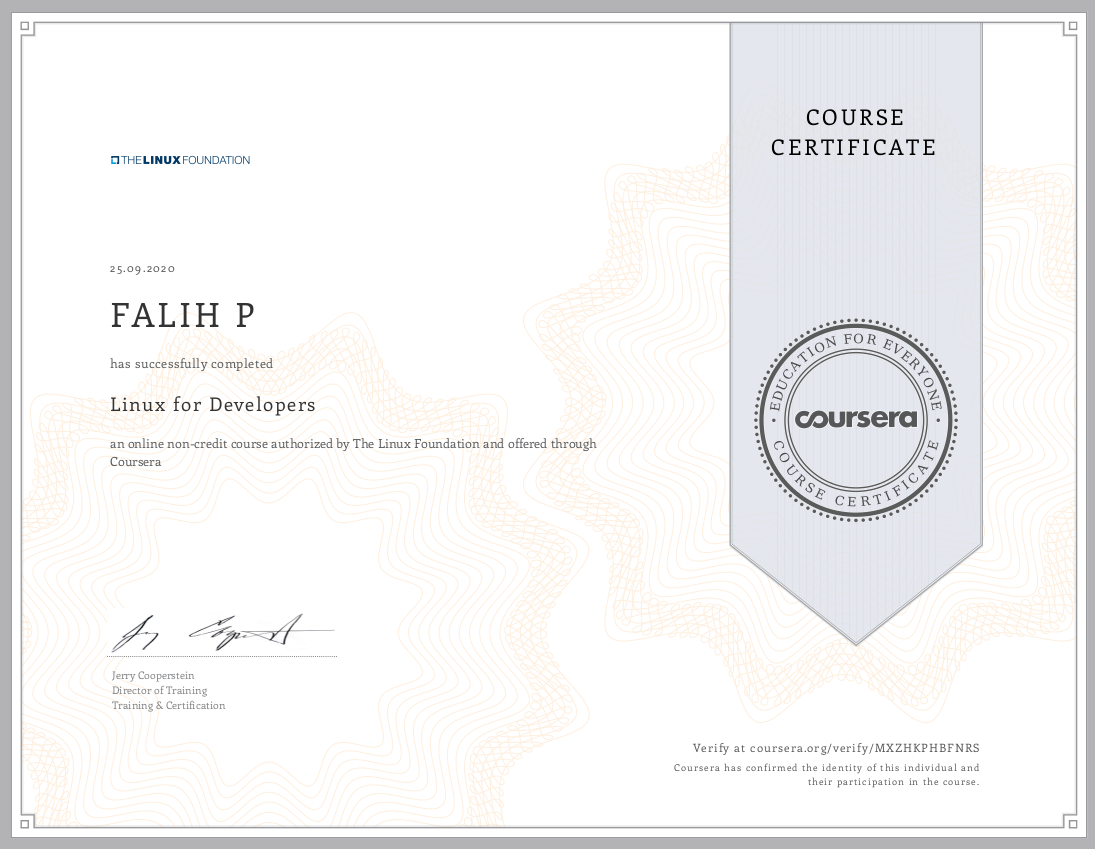 COURSE
CERTIFICATE
THE LINUX FOUNDATION
25.09.2020
FALIH P
has successfully completed
Linux for Developers
an online non-credit course authorized by The Linux Foundation and offered through
Coursera
EDUCATION FOR EVERYONE
coursera
COURSE CERTIFICATE
Jerry Cooperstein
Director of Training
Training & Certification
Verify at coursera.org/verify/MXZHKPHBFNRS
Coursera has confirmed the identity of this individual and
their participation in the course.